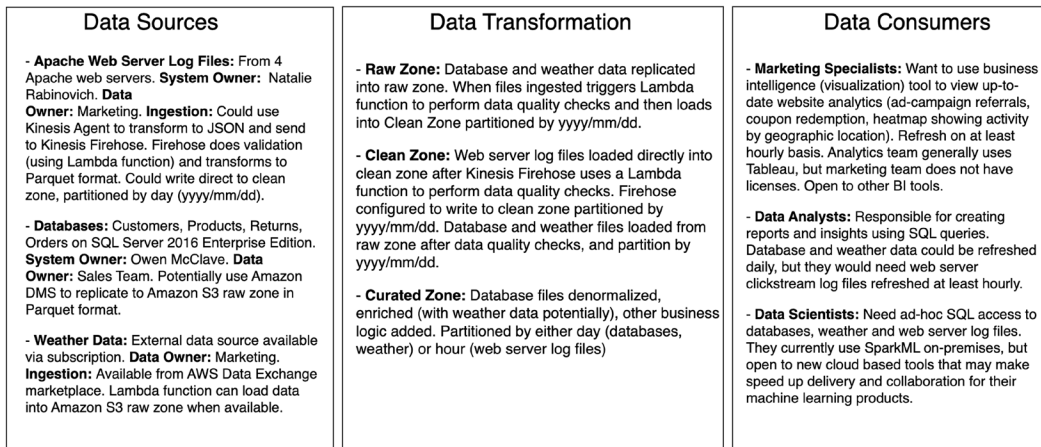 Data Sources
- Apache Web Server Log Files: From 4
Apache web servers. System Owner: Natalie
Rabinovich. Data
Owner: Marketing. Ingestion: Could use
Kinesis Agent to transform to JSON and send
to Kinesis Firehose. Firehose does validation
(using Lambda function) and transforms to
Parquet format. Could write direct to clean
zone, partitioned by day (yyyy/mm/dd).
- Databases: Customers, Products, Returns,
Orders on SQL Server 2016 Enterprise Edition.
System Owner: Owen McClave. Data
Owner: Sales Team. Potentially use Amazon
DMS to replicate to Amazon S3 raw zone in
Parquet format.
- Weather Data: External data source available
via subscription. Data Owner: Marketing.
Ingestion: Available from AWS Data Exchange
marketplace. Lambda function can load data
into Amazon S3 raw zone when available.
Data Transformation
- Raw Zone: Database and weather data replicated
into raw zone. When files ingested triggers Lambda
function to perform data quality checks and then loads
into Clean Zone partitioned by yyyy/mm/dd.
- Clean Zone: Web server log files loaded directly into
clean zone after Kinesis Firehose uses a Lambda
function to perform data quality checks. Firehose
configured to write to clean zone partitioned by
yyyy/mm/dd. Database and weather files loaded from
raw zone after data quality checks, and partition by
yyyy/mm/dd.
- Curated Zone: Database files denormalized,
enriched (with weather data potentially), other business
logic added. Partitioned by either day (databases,
weather) or hour (web server log files)
Data Consumers
- Marketing Specialists: Want to use business
intelligence (visualization) tool to view up-to-
date website analytics (ad-campaign referrals,
coupon redemption, heatmap showing activity
by geographic location). Refresh on at least
hourly basis. Analytics team generally uses
Tableau, but marketing team does not have
licenses. Open to other BI tools.
- Data Analysts: Responsible for creating
reports and insights using SQL queries.
Database and weather data could be refreshed
daily, but they would need web server
clickstream log files refreshed at least hourly.
- Data Scientists: Need ad-hoc SQL access to
databases, weather and web server log files.
They currently use SparkML on-premises, but
open to new cloud based tools that may make
speed up delivery and collaboration for their
machine learning products.